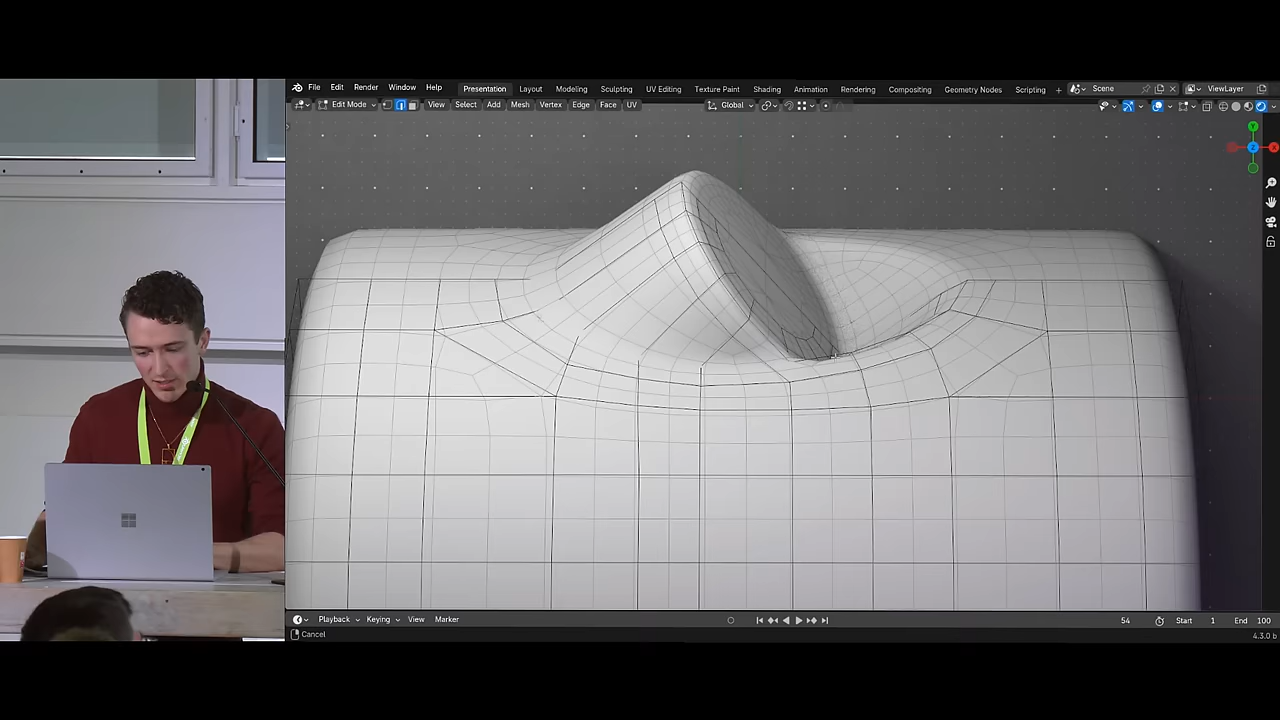 File Edit Render Window Help Presentation Layout Modeling Sculpting UV Editing Texture Paint Shading Animation Rendering Compositing Geometry Nodes Scripting + Scene ViewLayer
Edit Mode View Select Add Mesh Vertex Edge Face UV Global
Y
Z X
Playback Keying View Marker 54 Start 1 End 100
Cancel 4.3.0 b